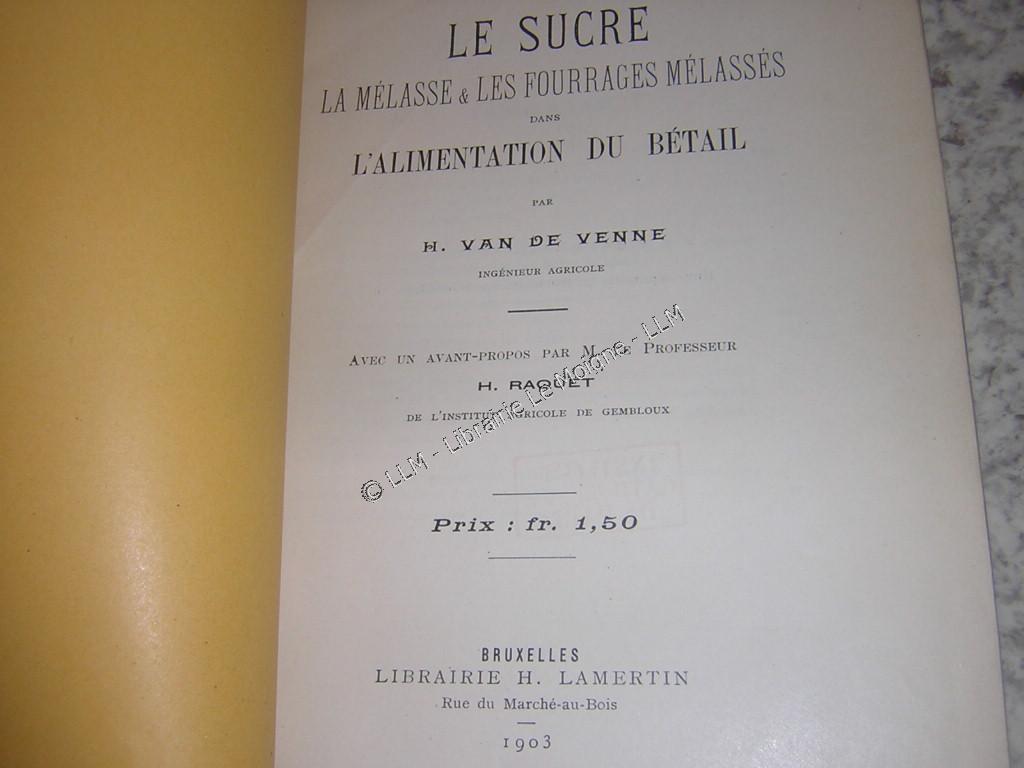 LE SUCRE
LA MÉLASSE & LES FOURRAGES MÉLASSÉS
DANS
L'ALIMENTATION DU BÉTAIL
PAR
H. VAN DE VENNE
INGÉNIEUR AGRICOLE
AVEC UN AVANT-PROPOS PAR M. LE PROFESSEUR
H. RAQUET
DE L'INSTITUT AGRICOLE DE GEMBLOUX
© LLM - Librairie Le Moigne - LLM
Prix : fr. 1,50
BRUXELLES
LIBRAIRIE H. LAMERTIN
Rue du Marché-au-Bois
1903